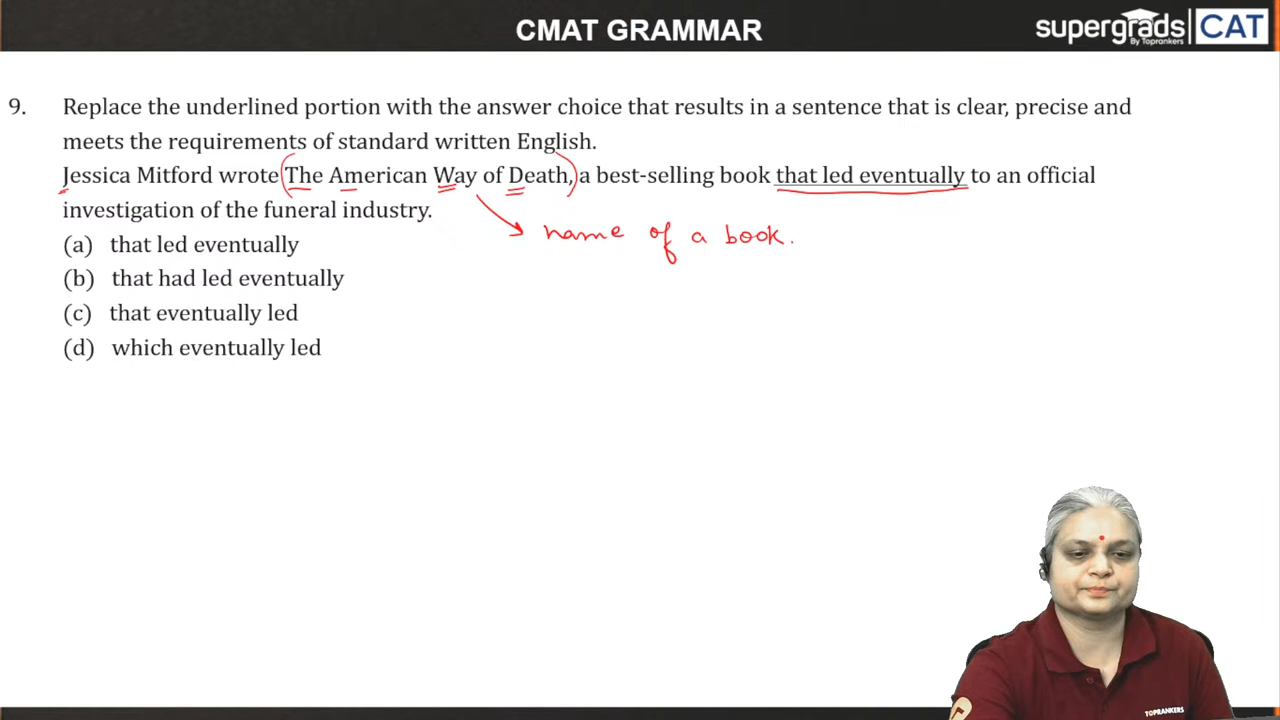 CMAT GRAMMAR
supergrads CAT
By Toprankers
9. Replace the underlined portion with the answer choice that results in a sentence that is clear, precise and
meets the requirements of standard written English.
Jessica Mitford wrote (The American Way of Death,) a best-selling book that led eventually to an official
investigation of the funeral industry.
name of a book.
(a) that led eventually
(b) that had led eventually
(c) that eventually led
(d) which eventually led
TOPRANKERS